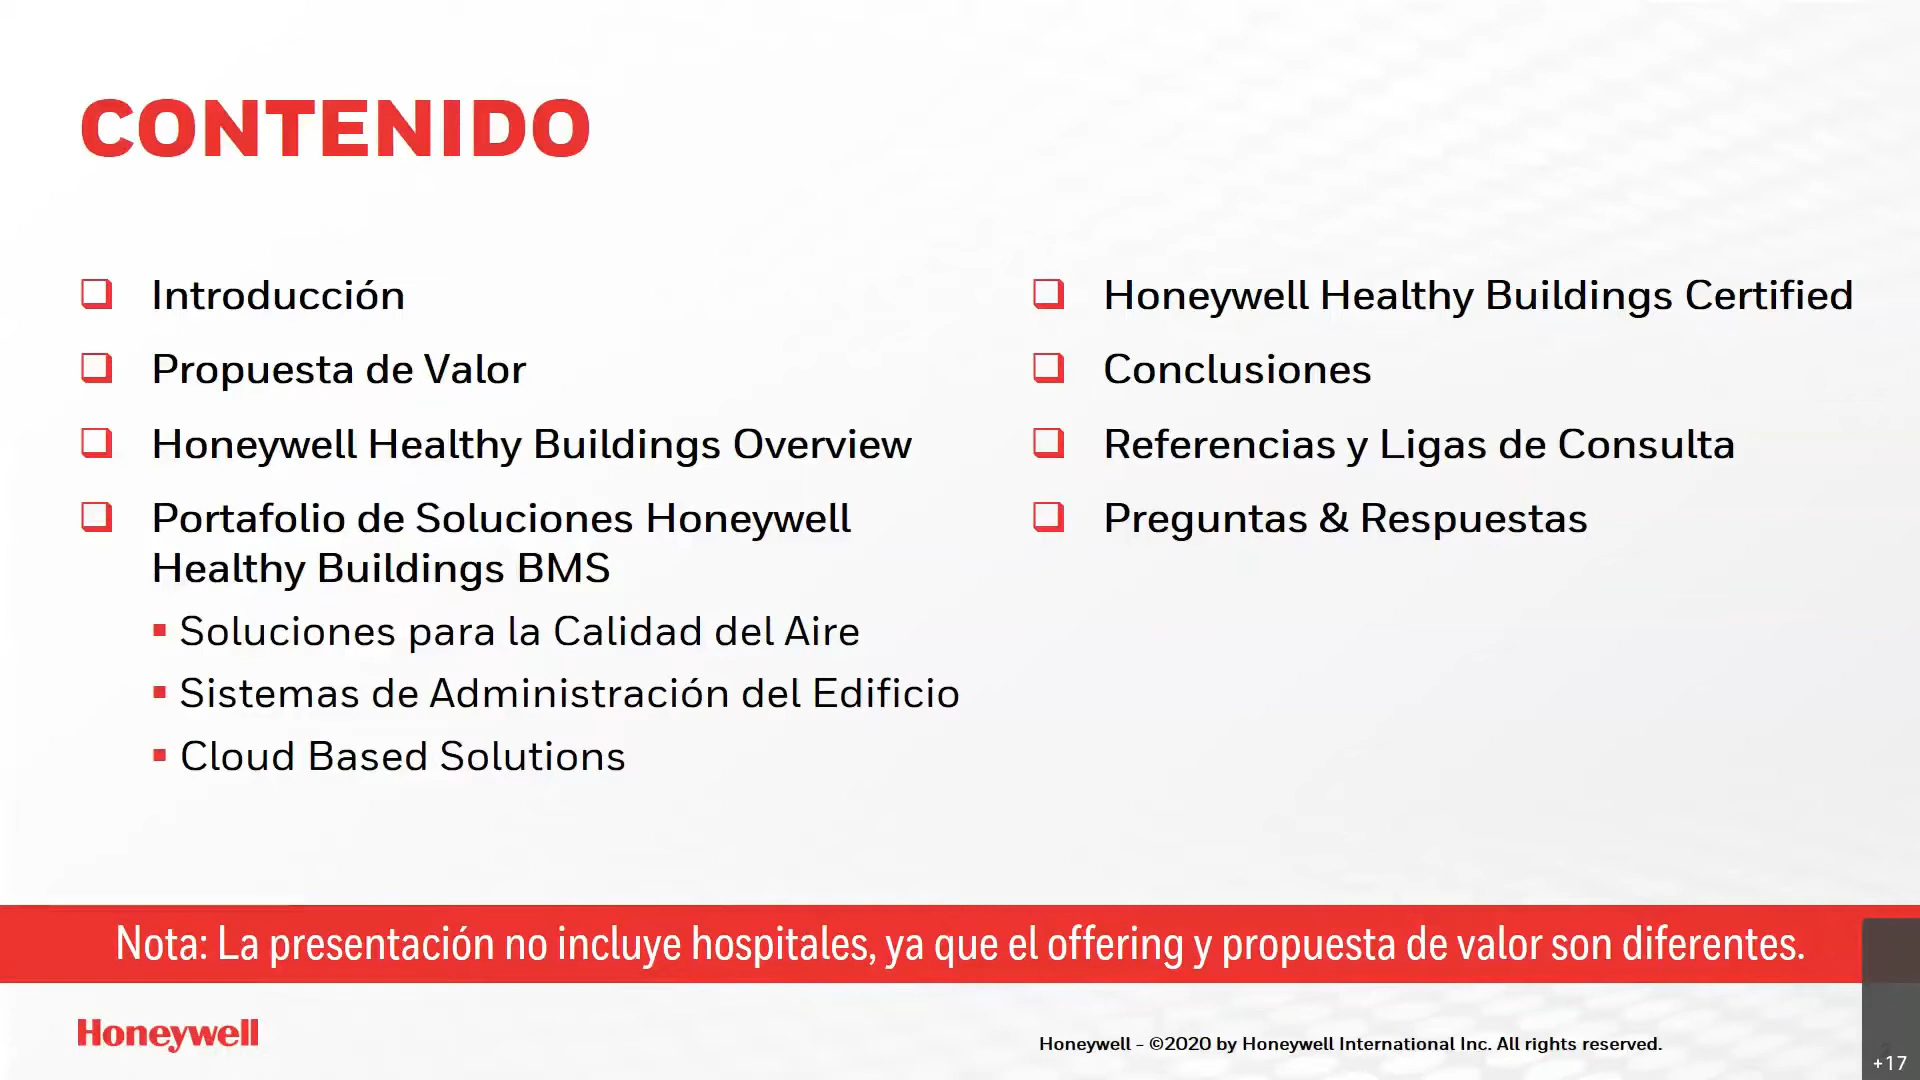 CONTENIDO
Introducción
Propuesta de Valor
Honeywell Healthy Buildings Overview
Portafolio de Soluciones Honeywell
Healthy Buildings BMS
Soluciones para la Calidad del Aire
Sistemas de Administración del Edificio
Cloud Based Solutions
Honeywell Healthy Buildings Certified
Conclusiones
Referencias y Ligas de Consulta
Preguntas & Respuestas
Nota: La presentación no incluye hospitales, ya que el offering y propuesta de valor son diferentes.
Honeywell
Honeywell - ©2020 by Honeywell International Inc. All rights reserved.
+17